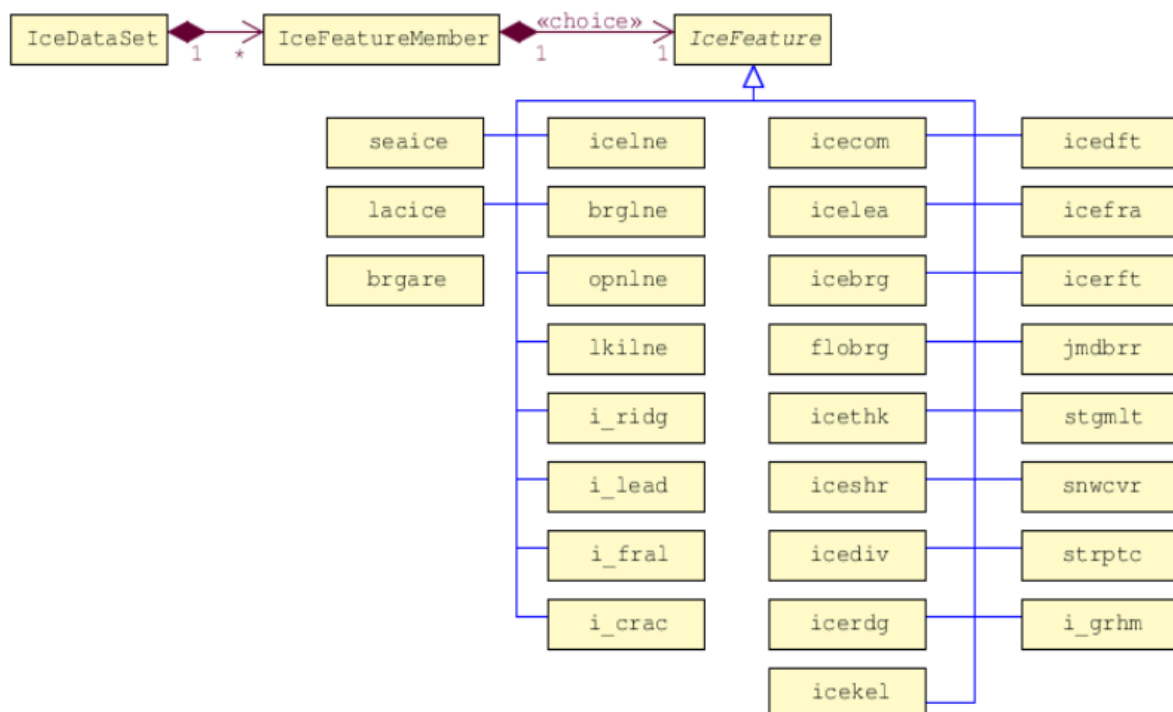 IceDataSet IceFeatureMember «choice» IceFeature
1 * 1 1
seaice icelne icecom icedft
lacice brglne icelea icefra
brgare opnlne icebrg icerft
lkilne flobrg jmdbrr
i_ridg icethk stgmlt
i_lead iceshr snwcvr
i_fral icediv strptc
i_crac icerdg i_grhm
icekel